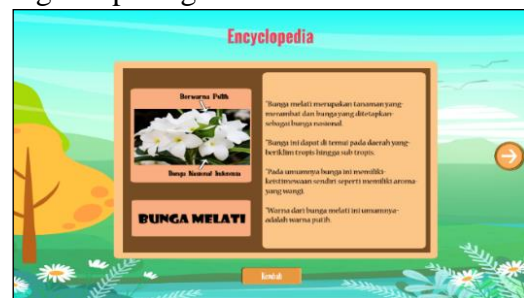 Encyclopedia
Berwarna Putih
Bunga Nasional Indonesia
BUNGA MELATI
"Bunga melati merupakan tanaman yang-
merambat dan bunga yang ditetapkan-
sebagai bunga nasional.
"Bunga ini dapat di temui pada daerah yang-
beriklim tropis hingga sub tropis.
"Pada umumnya bunga ini memiliki-
keistimewaan sendiri seperti memiliki aroma-
yang wangi.
"Warna dari bunga melati ini umumnya-
adalah warna putih.
Kembali